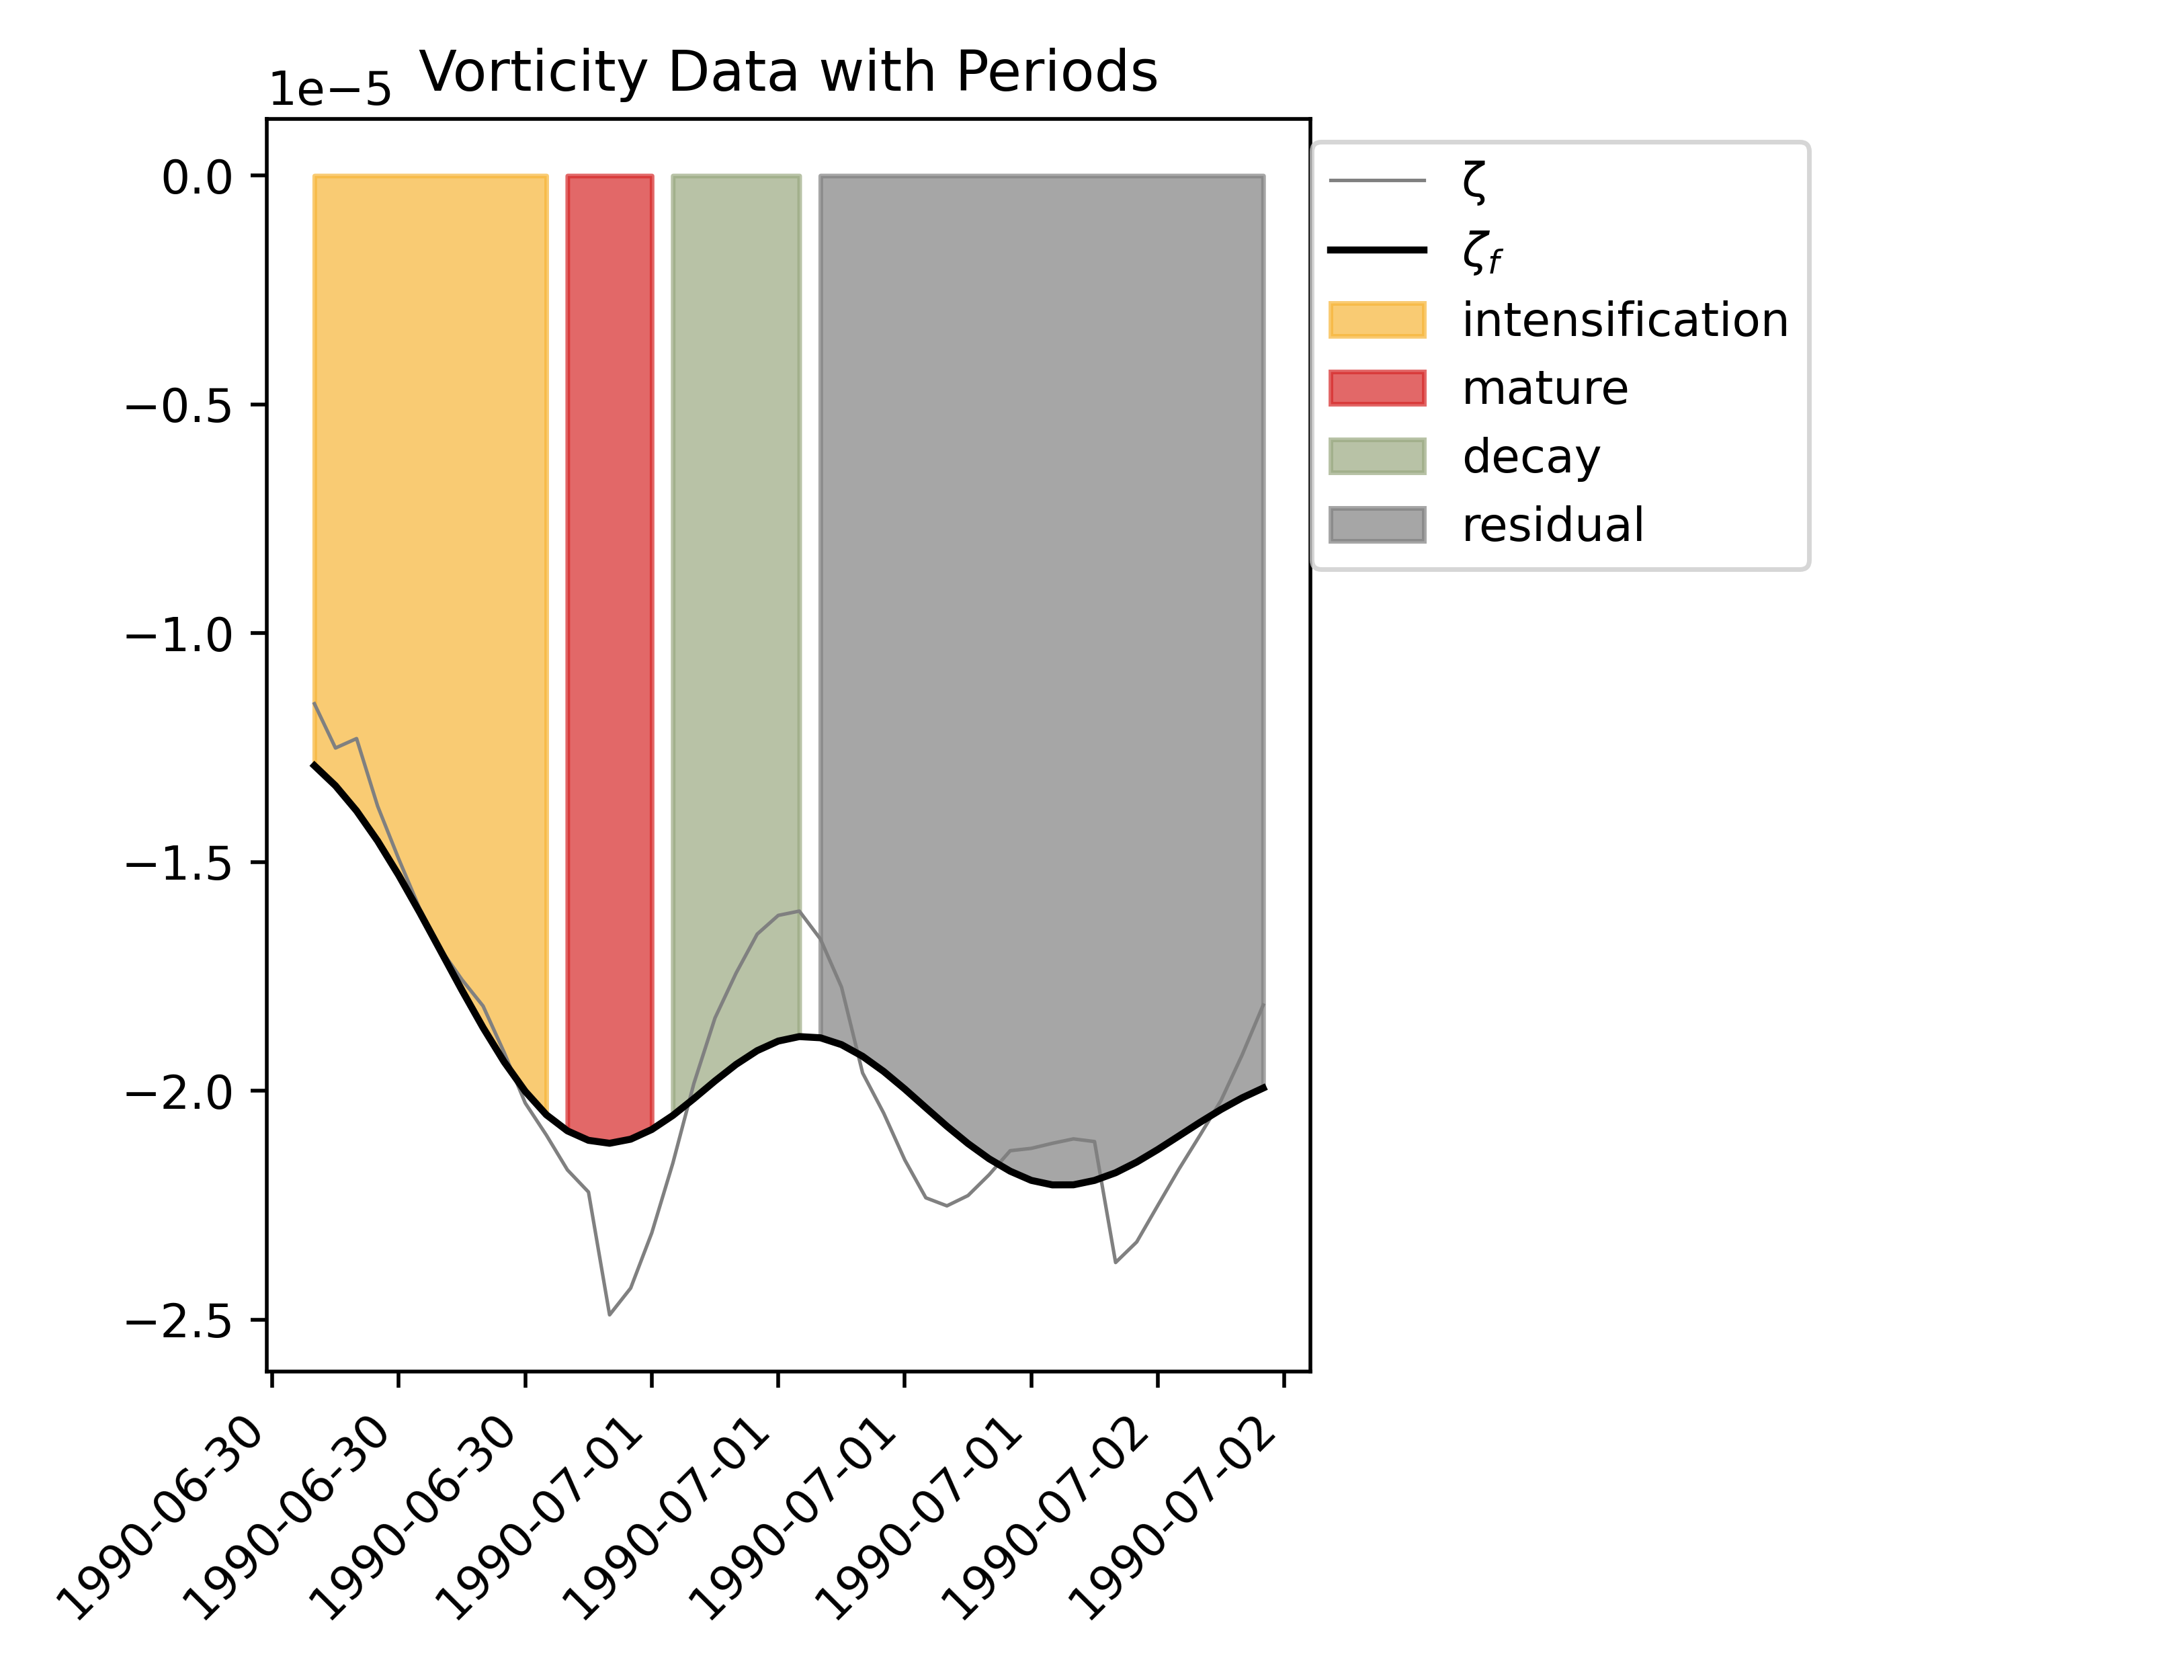 Vorticity Data with Periods
1e−5
0.0
−0.5
−1.0
−1.5
−2.0
−2.5
1990-06-30
1990-06-30
1990-06-30
1990-07-01
1990-07-01
1990-07-01
1990-07-01
1990-07-02
1990-07-02
ζ
ζf
intensification
mature
decay
residual